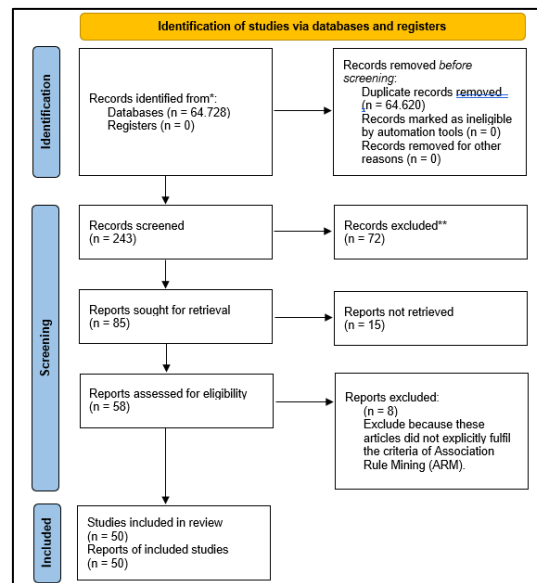 Identification of studies via databases and registers
Identification
Records identified from*:
Databases (n = 64.728)
Registers (n = 0)
Records removed before
screening:
Duplicate records removed
(n = 64.620)
Records marked as ineligible
by automation tools (n = 0)
Records removed for other
reasons (n = 0)
Screening
Records screened
(n = 243)
Records excluded**
(n = 72)
Reports sought for retrieval
(n = 85)
Reports not retrieved
(n = 15)
Reports assessed for eligibility
(n = 58)
Reports excluded:
(n = 8)
Exclude because these
articles did not explicitly fulfil
the criteria of Association
Rule Mining (ARM).
Included
Studies included in review
(n = 50)
Reports of included studies
(n = 50)